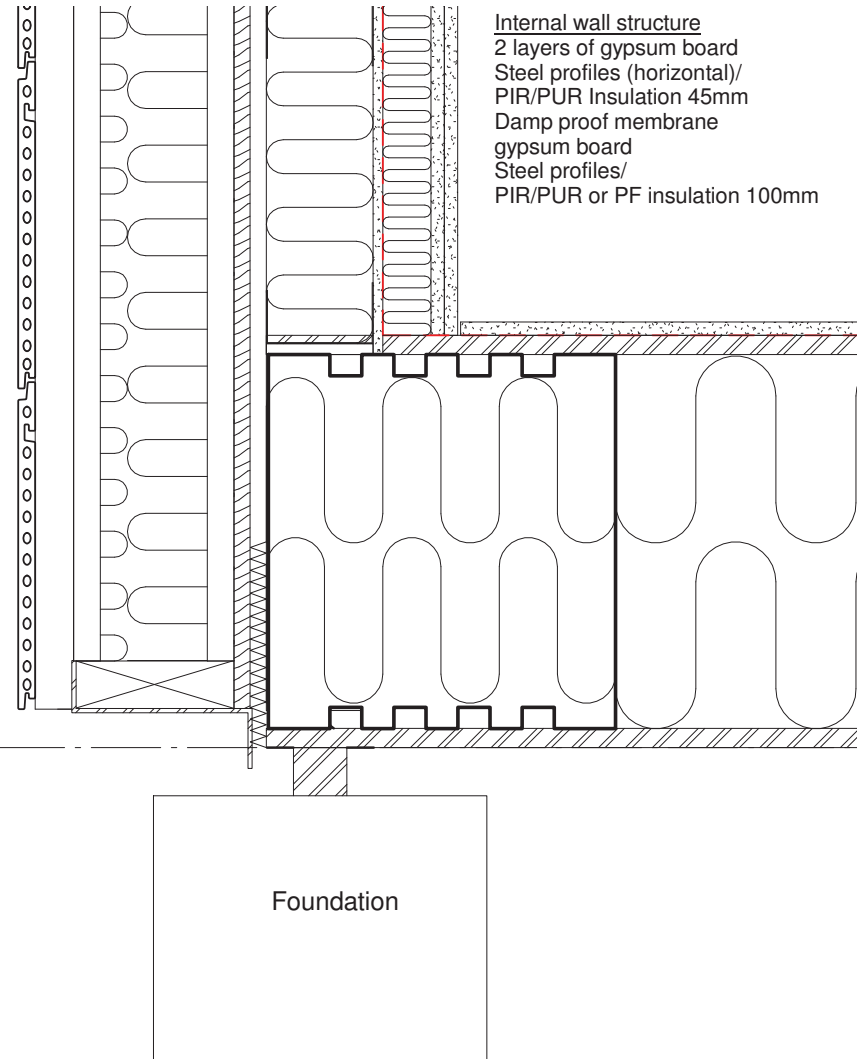 Internal wall structure
2 layers of gypsum board
Steel profiles (horizontal)/
PIR/PUR Insulation 45mm
Damp proof membrane
gypsum board
Steel profiles/
PIR/PUR or PF insulation 100mm
Foundation